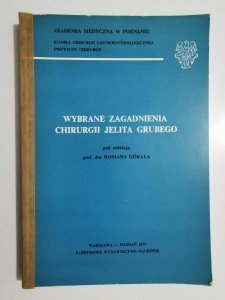 AKADEMIA MEDYCZNA W POZNANIU
KLINIKA CHIRURGII GASTROENTEROLOGICZNEJ
INSTYTUTU CHIRURGII
WYBRANE ZAGADNIENIA
CHIRURGII JELITA GRUBEGO
pod redakcją
prof. dra ROMANA GÓRALA
WARSZAWA — POZNAŃ 1975
PAŃSTWOWE WYDAWNICTWO NAUKOWE